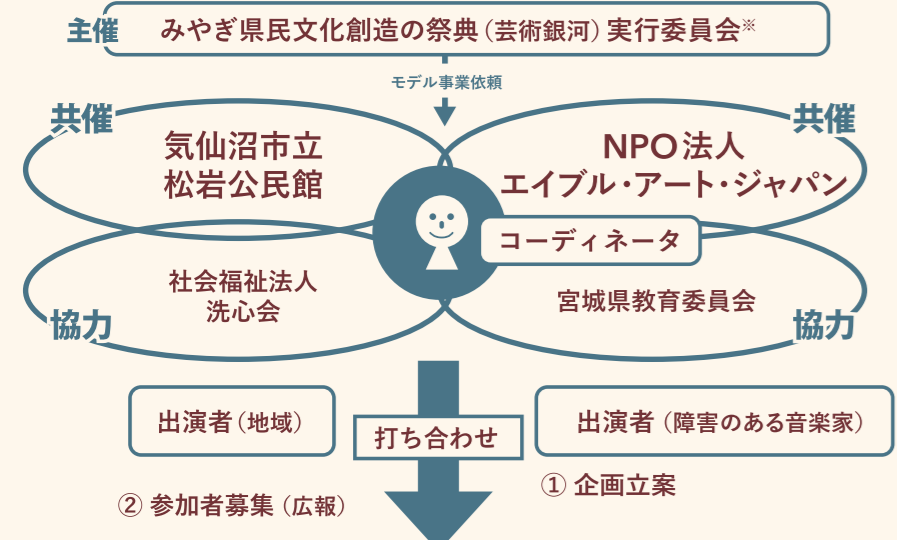 主催
みやぎ県民文化創造の祭典（芸術銀河）実行委員会※
モデル事業依頼
共催
気仙沼市立
松岩公民館
共催
NPO法人
エイブル・アート・ジャパン
コーディネータ
協力
社会福祉法人
洗心会
協力
宮城県教育委員会
出演者（地域）
打ち合わせ
出演者（障害のある音楽家）
① 企画立案
② 参加者募集（広報）